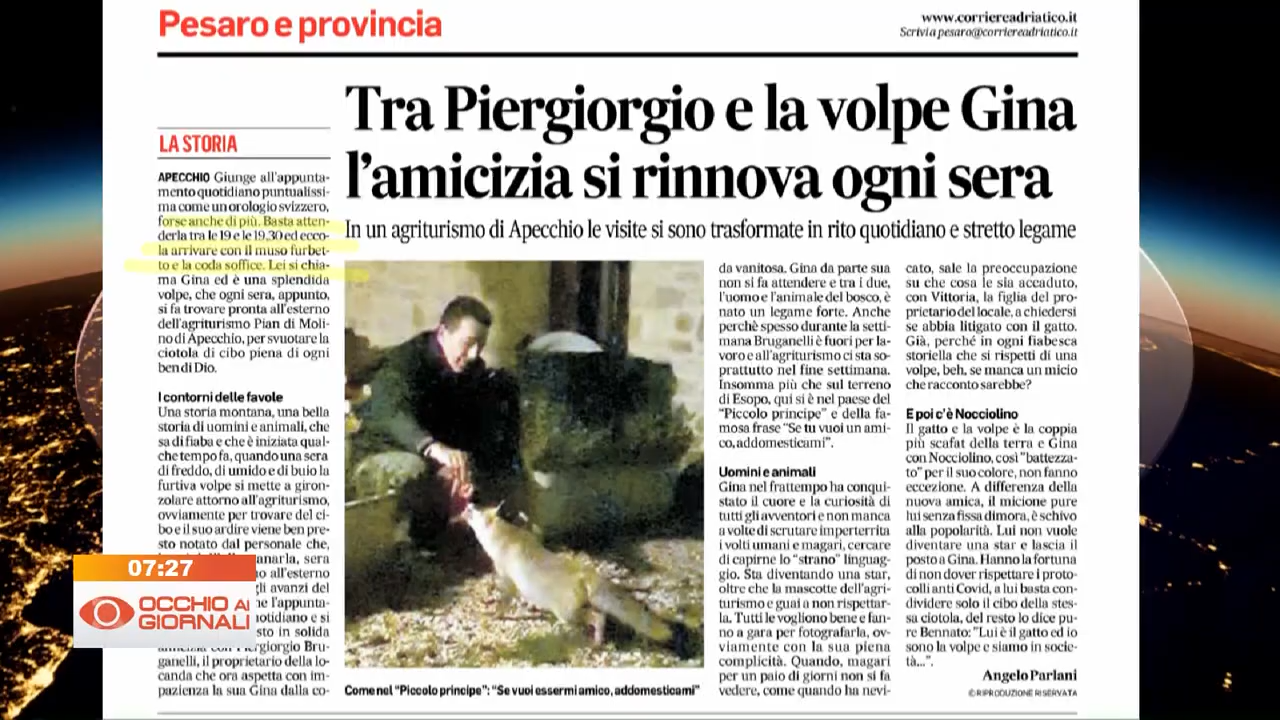 Pesaro e provincia
www.corriereadriatico.it
Scrivi a pesaro@corriereadriatico.it
Tra Piergiorgio e la volpe Gina
l'amicizia si rinnova ogni sera
In un agriturismo di Apecchio le visite si sono trasformate in rito quotidiano e stretto legame
LA STORIA
APECCHIO Giunge all'appunta-
mento quotidiano puntualissi-
ma come un orologio svizzero,
forse anche di più. Basta atten-
derla tra le 19 e le 19,30 ed ecco-
la arrivare con il muso furbet-
to e la coda soffice. Lei si chia-
ma Gina ed è una splendida
volpe, che ogni sera, appunto,
si fa trovare pronta all'esterno
dell'agriturismo Pian di Moli-
no di Apecchio, per svuotare la
ciotola di cibo piena di ogni
ben di Dio.
I contorni delle favole
Una storia montana, una bella
storia di uomini e animali, che
sa di fiaba e che è iniziata qual-
che tempo fa, quando una sera
di freddo, di umido e di buio la
furtiva volpe si mette a giron-
zolare attorno all'agriturismo,
ovviamente per trovare del ci-
bo e il suo ardire viene ben pre-
sto notato dal personale che,
anarla, sera
all'esterno
gli avanzi del
l'appunta-
otidiano e si
sto in solida
amicizia con Piergiorgio Bru-
ganelli, il proprietario della lo-
canda che ora aspetta con im-
pazienza la sua Gina dalla co-
da vanitosa. Gina da parte sua
non si fa attendere e tra i due,
l'uomo e l'animale del bosco, è
nato un legame forte. Anche
perchè spesso durante la setti-
mana Bruganelli è fuori per la-
voro e all'agriturismo ci sta so-
prattutto nel fine settimana.
Insomma più che sul terreno
di Esopo, qui si è nel paese del
"Piccolo principe" e della fa-
mosa frase "Se tu vuoi un ami-
co, addomesticami".
Uomini e animali
Gina nel frattempo ha conqui-
stato il cuore e la curiosità di
tutti gli avventori e non manca
a volte di scrutare imperterrita
i volti umani e magari, cercare
di capirne lo "strano" linguag-
gio. Sta diventando una star,
oltre che la mascotte dell'agri-
turismo e guai a non rispettar-
la. Tutti le vogliono bene e fan-
no a gara per fotografarla, ov-
viamente con la sua piena
complicità. Quando, magari
per un paio di giorni non si fa
vedere, come quando ha nevi-
cato, sale la preoccupazione
su che cosa le sia accaduto,
con Vittoria, la figlia del pro-
prietario del locale, a chiedersi
se abbia litigato con il gatto.
Già, perché in ogni fiabesca
storiella che si rispetti di una
volpe, beh, se manca un micio
che racconto sarebbe?
E poi c'è Nocciolino
Il gatto e la volpe è la coppia
più scafat della terra e Gina
con Nocciolino, così "battezza-
to" per il suo colore, non fanno
eccezione. A differenza della
nuova amica, il micione pure
lui senza fissa dimora, è schivo
alla popolarità. Lui non vuole
diventare una star e lascia il
posto a Gina. Hanno la fortuna
di non dover rispettare i proto-
colli anti Covid, a lui basta con-
dividere solo il cibo della stes-
sa ciotola, del resto lo dice pu-
re Bennato: "Lui è il gatto ed io
sono la volpe e siamo in socie-
tà...".
Angelo Parlani
© RIPRODUZIONE RISERVATA
Come nel "Piccolo principe": "Se vuoi essermi amico, addomesticami"
07:27
OCCHIO AI
GIORNALI